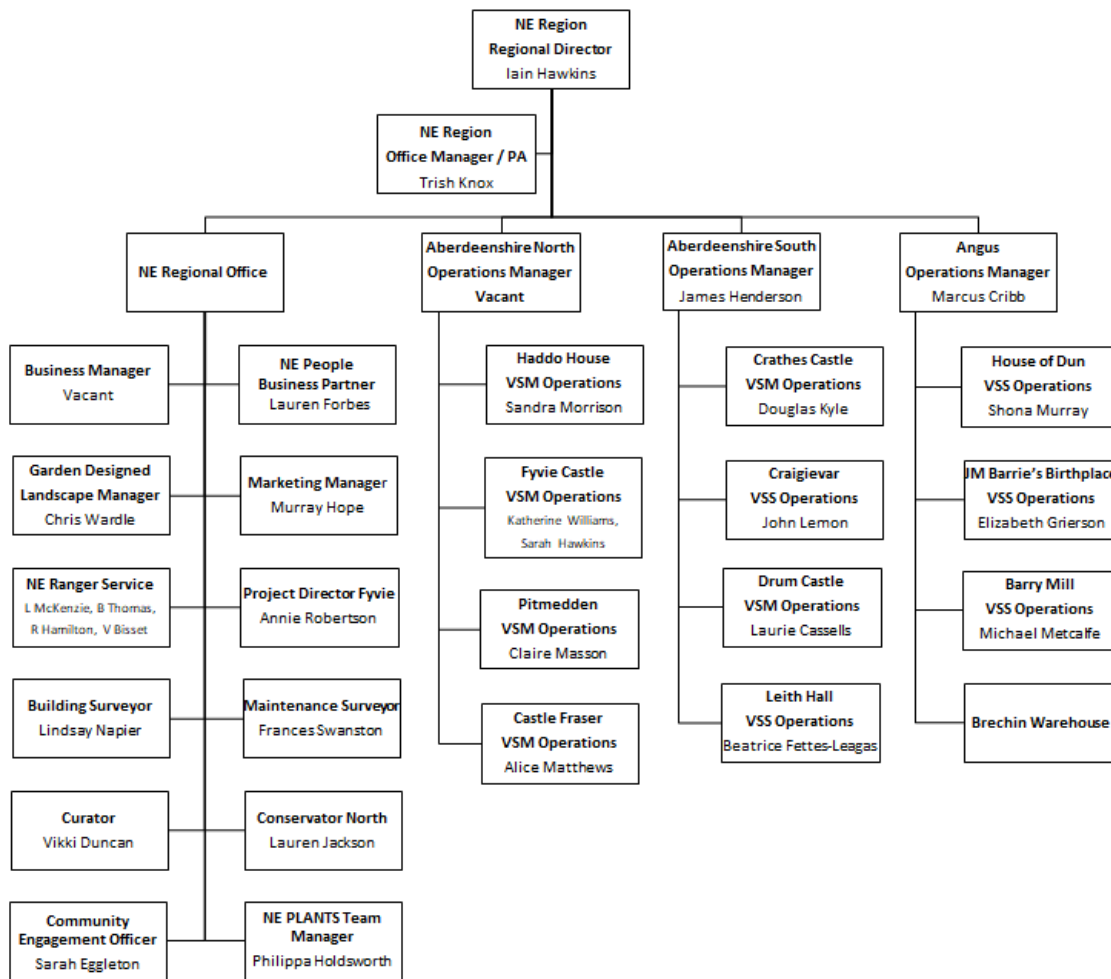 NE Region
Regional Director
Iain Hawkins
NE Region
Office Manager / PA
Trish Knox
NE Regional Office
Aberdeenshire North
Operations Manager
Vacant
Aberdeenshire South
Operations Manager
James Henderson
Angus
Operations Manager
Marcus Cribb
Business Manager
Vacant
NE People
Business Partner
Lauren Forbes
Haddo House
VSM Operations
Sandra Morrison
Crathes Castle
VSM Operations
Douglas Kyle
House of Dun
VSS Operations
Shona Murray
Garden Designed
Landscape Manager
Chris Wardle
Marketing Manager
Murray Hope
Fyvie Castle
VSM Operations
Katherine Williams,
Sarah Hawkins
Craigievar
VSS Operations
John Lemon
JM Barrie's Birthplace
VSS Operations
Elizabeth Grierson
NE Ranger Service
L McKenzie, B Thomas,
R Hamilton, V Bisset
Project Director Fyvie
Annie Robertson
Pitmedden
VSM Operations
Claire Masson
Drum Castle
VSM Operations
Laurie Cassells
Barry Mill
VSS Operations
Michael Metcalfe
Building Surveyor
Lindsay Napier
Maintenance Surveyor
Frances Swanston
Castle Fraser
VSM Operations
Alice Matthews
Leith Hall
VSS Operations
Beatrice Fettes-Leagas
Brechin Warehouse
Curator
Vikki Duncan
Conservator North
Lauren Jackson
Community
Engagement Officer
Sarah Eggleton
NE PLANTS Team
Manager
Philippa Holdsworth